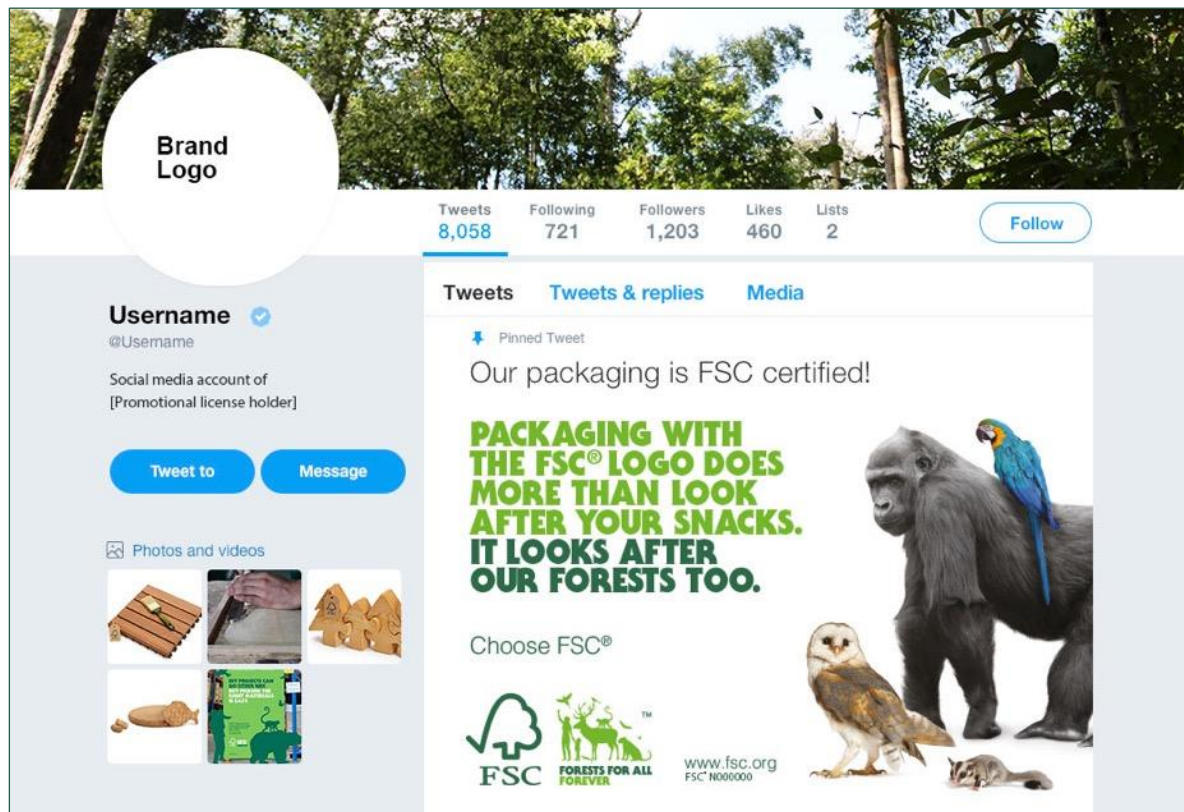 Brand
Logo
Tweets
8,058
Following
721
Followers
1,203
Likes
460
Lists
2
Follow
Username
@Username
Social media account of
[Promotional license holder]
Tweet to
Message
Photos and videos
Tweets
Tweets & replies
Media
Pinned Tweet
Our packaging is FSC certified!
PACKAGING WITH
THE FSC® LOGO DOES
MORE THAN LOOK
AFTER YOUR SNACKS.
IT LOOKS AFTER
OUR FORESTS TOO.
Choose FSC®
FSC
TM
FORESTS FOR ALL
FOREVER
www.fsc.org
FSC® N000000